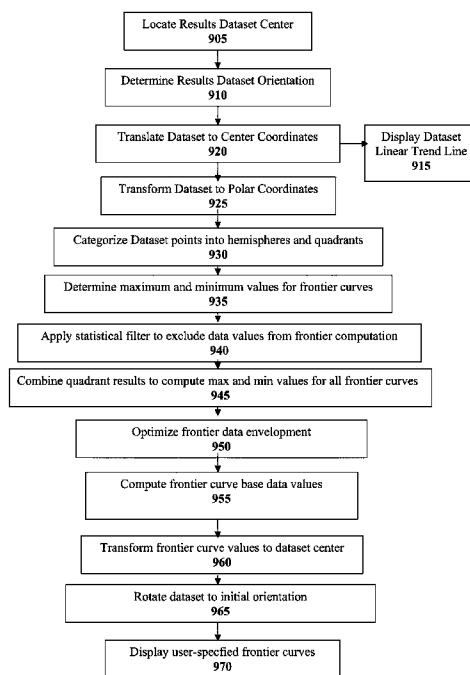 Locate Results Dataset Center
905
Determine Results Dataset Orientation
910
Translate Dataset to Center Coordinates
920
Display Dataset
Linear Trend Line
915
Transform Dataset to Polar Coordinates
925
Categorize Dataset points into hemispheres and quadrants
930
Determine maximum and minimum values for frontier curves
935
Apply statistical filter to exclude data values from frontier computation
940
Combine quadrant results to compute max and min values for all frontier curves
945
Optimize frontier data envelopment
950
Compute frontier curve base data values
955
Transform frontier curve values to dataset center
960
Rotate dataset to initial orientation
965
Display user-specfied frontier curves
970